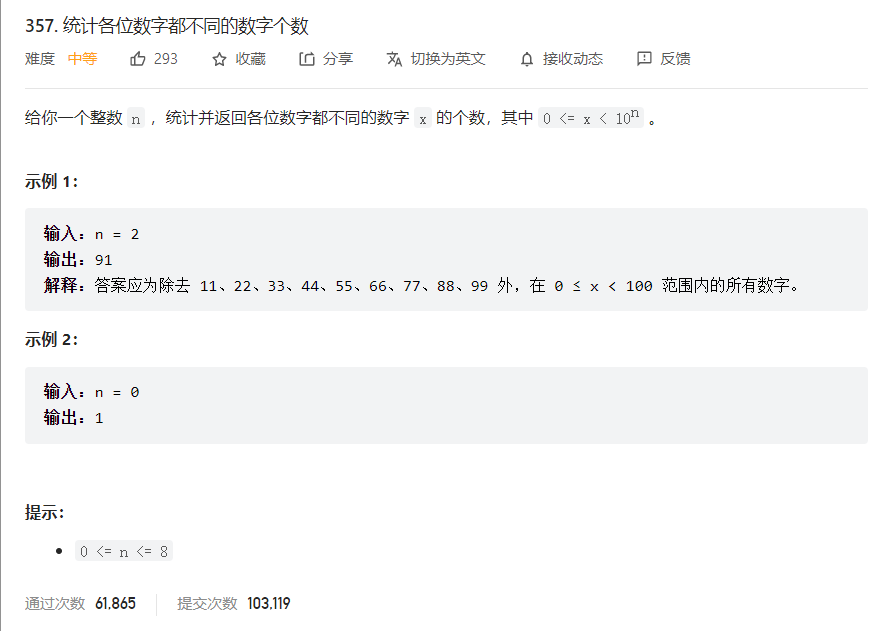 357. 统计各位数字都不同的数字个数
难度 中等 293 收藏 分享 切换为英文 接收动态 反馈
给你一个整数 n ，统计并返回各位数字都不同的数字 x 的个数，其中 0 <= x < 10ⁿ 。
示例 1：
输入：n = 2
输出：91
解释：答案应为除去 11、22、33、44、55、66、77、88、99 外，在 0 ≤ x < 100 范围内的所有数字。
示例 2：
输入：n = 0
输出：1
提示：
• 0 <= n <= 8
通过次数 61,865 提交次数 103,119